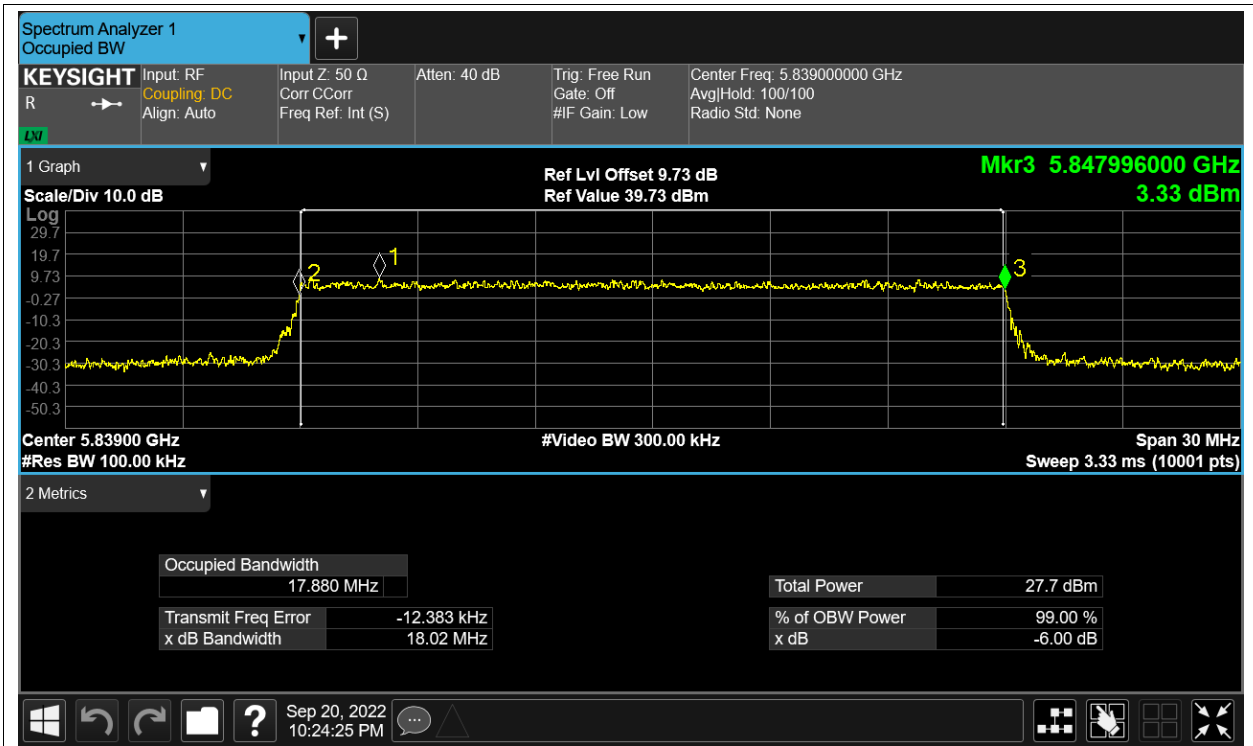 Spectrum Analyzer 1
Occupied BW
KEYSIGHT
R
LXI
Input: RF
Coupling: DC
Align: Auto
Input Z: 50 Ω
Corr CCorr
Freq Ref: Int (S)
Atten: 40 dB
Trig: Free Run
Gate: Off
#IF Gain: Low
Center Freq: 5.839000000 GHz
Avg|Hold: 100/100
Radio Std: None
1 Graph
Scale/Div 10.0 dB
Ref Lvl Offset 9.73 dB
Ref Value 39.73 dBm
Mkr3 5.847996000 GHz
3.33 dBm
Log
29.7
19.7
9.73
-0.27
-10.3
-20.3
-30.3
-40.3
-50.3
2
1
3
Center 5.83900 GHz
#Res BW 100.00 kHz
#Video BW 300.00 kHz
Span 30 MHz
Sweep 3.33 ms (10001 pts)
2 Metrics
Occupied Bandwidth
17.880 MHz
Transmit Freq Error -12.383 kHz
x dB Bandwidth 18.02 MHz
Total Power 27.7 dBm
% of OBW Power 99.00 %
x dB -6.00 dB
?
Sep 20, 2022
10:24:25 PM